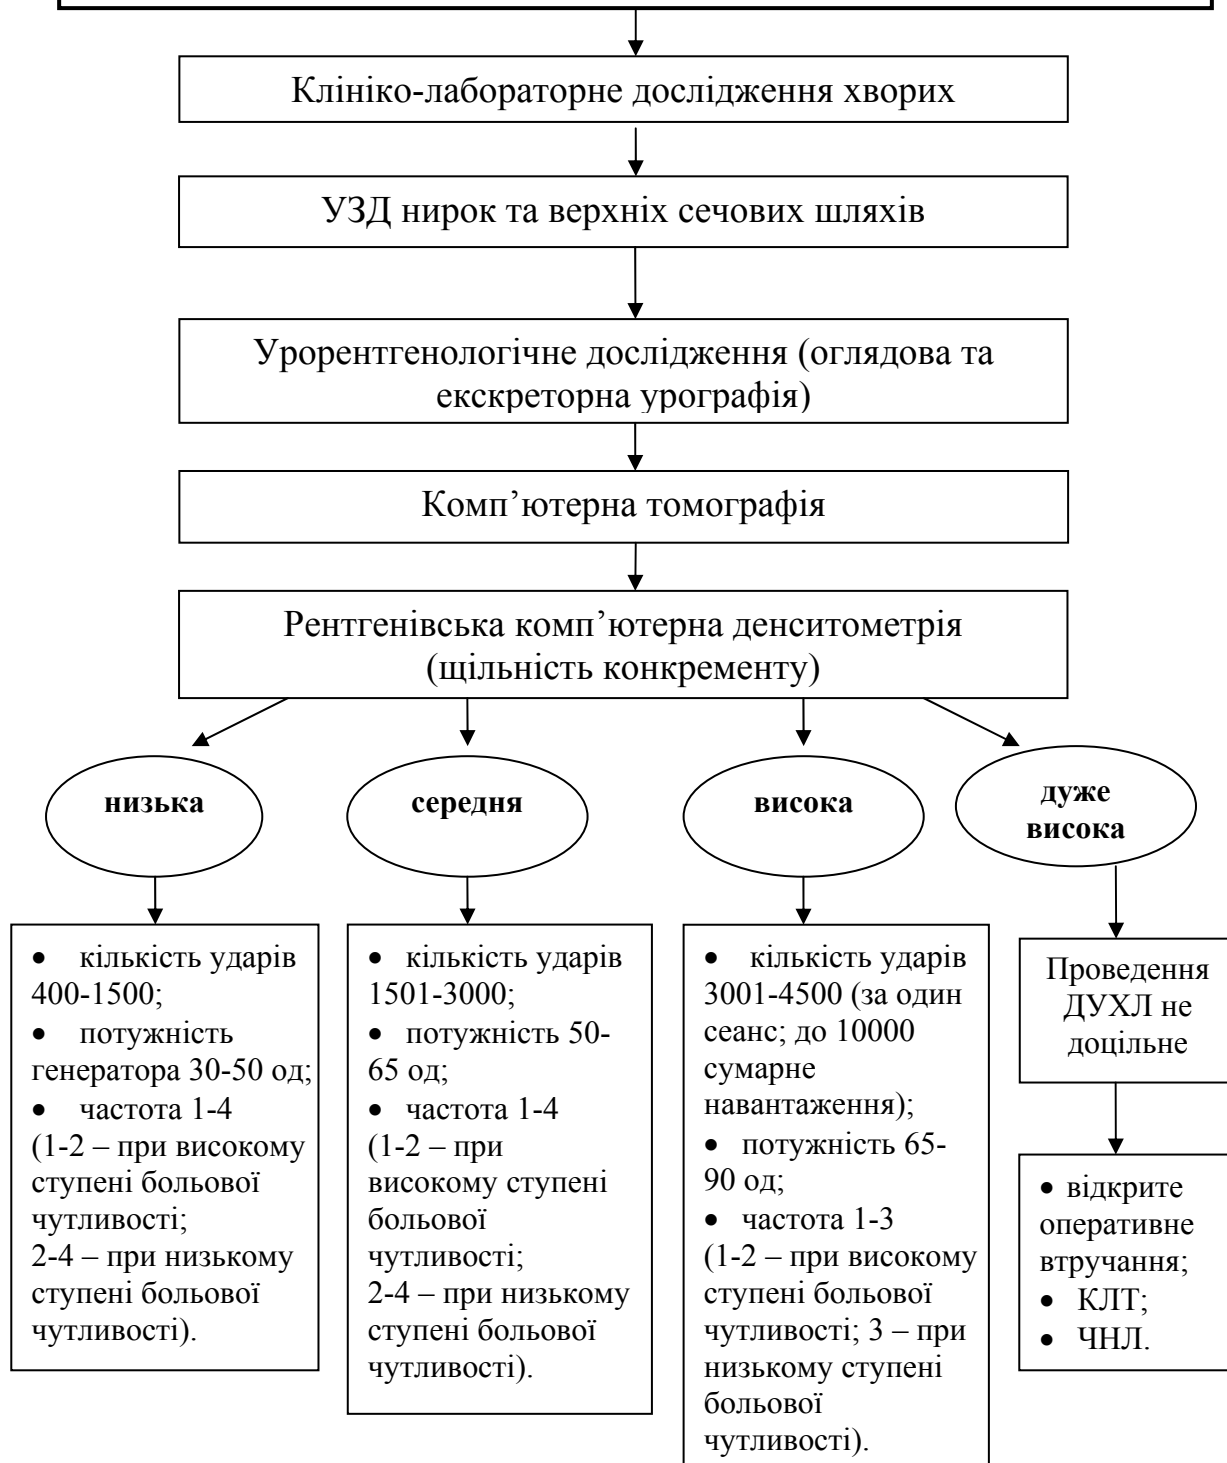 Клініко-лабораторне дослідження хворих
УЗД нирок та верхніх сечових шляхів
Урорентгенологічне дослідження (оглядова та
екскреторна урографія)
Комп’ютерна томографія
Рентгенівська комп’ютерна денситометрія
(щільність конкременту)
низька
середня
висока
дуже
висока
• кількість ударів
400-1500;
• потужність
генератора 30-50 од;
• частота 1-4
(1-2 – при високому
ступені больової
чутливості;
2-4 – при низькому
ступені больової
чутливості).
• кількість ударів
1501-3000;
• потужність 50-
65 од;
• частота 1-4
(1-2 – при
високому ступені
больової
чутливості;
2-4 – при низькому
ступені больової
чутливості).
• кількість ударів
3001-4500 (за один
сеанс; до 10000
сумарне
навантаження);
• потужність 65-
90 од;
• частота 1-3
(1-2 – при високому
ступені больової
чутливості; 3 – при
низькому ступені
больової
чутливості).
Проведення
ДУХЛ не
доцільне
• відкрите
оперативне
втручання;
• КЛТ;
• ЧНЛ.